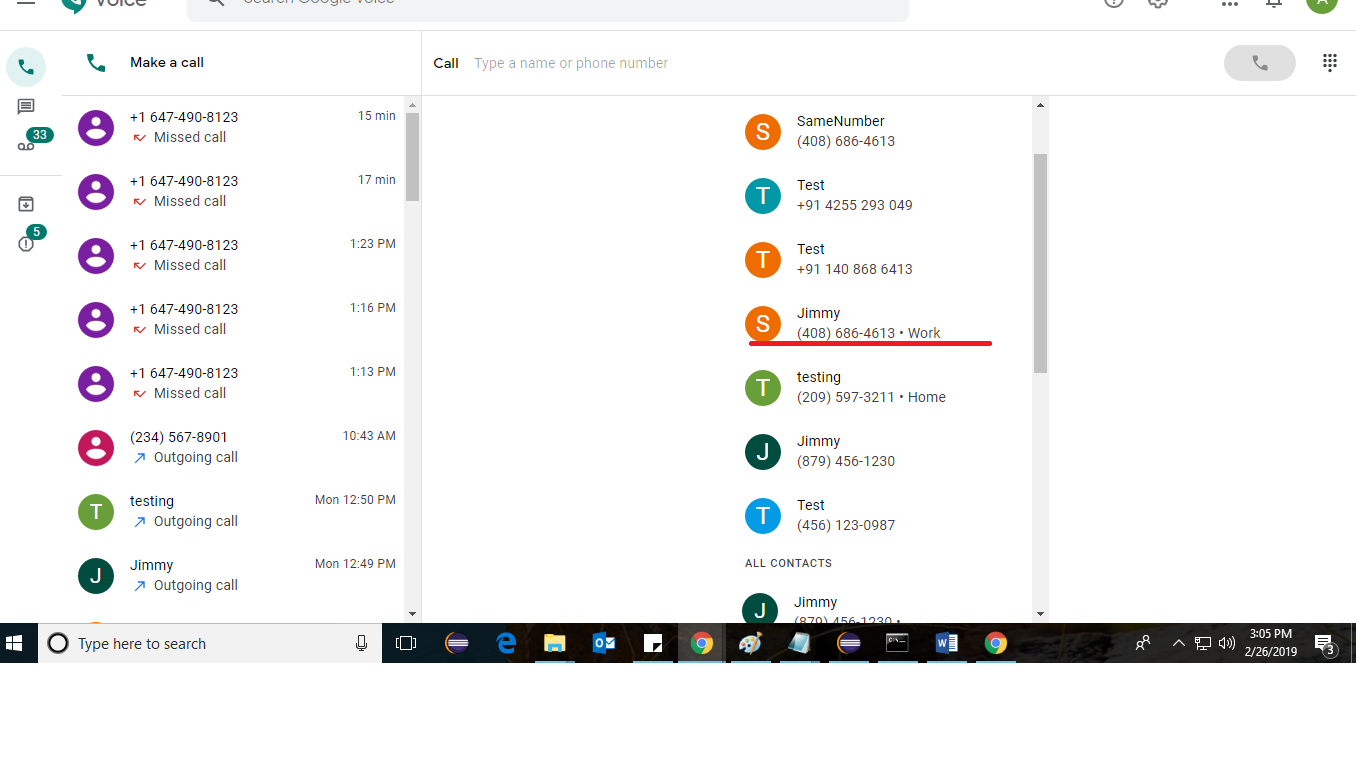 Voice
Search Google Voice
A
33
5
Make a call
+1 647-490-8123
15 min
Missed call
+1 647-490-8123
17 min
Missed call
+1 647-490-8123
1:23 PM
Missed call
+1 647-490-8123
1:16 PM
Missed call
+1 647-490-8123
1:13 PM
Missed call
(234) 567-8901
10:43 AM
Outgoing call
T
testing
Mon 12:50 PM
Outgoing call
J
Jimmy
Mon 12:49 PM
Outgoing call
Call Type a name or phone number
S
SameNumber
(408) 686-4613
T
Test
+91 4255 293 049
T
Test
+91 140 868 6413
S
Jimmy
(408) 686-4613 • Work
T
testing
(209) 597-3211 • Home
J
Jimmy
(879) 456-1230
T
Test
(456) 123-0987
ALL CONTACTS
J
Jimmy
(879) 456-1230 •
Type here to search
3:05 PM
2/26/2019
3